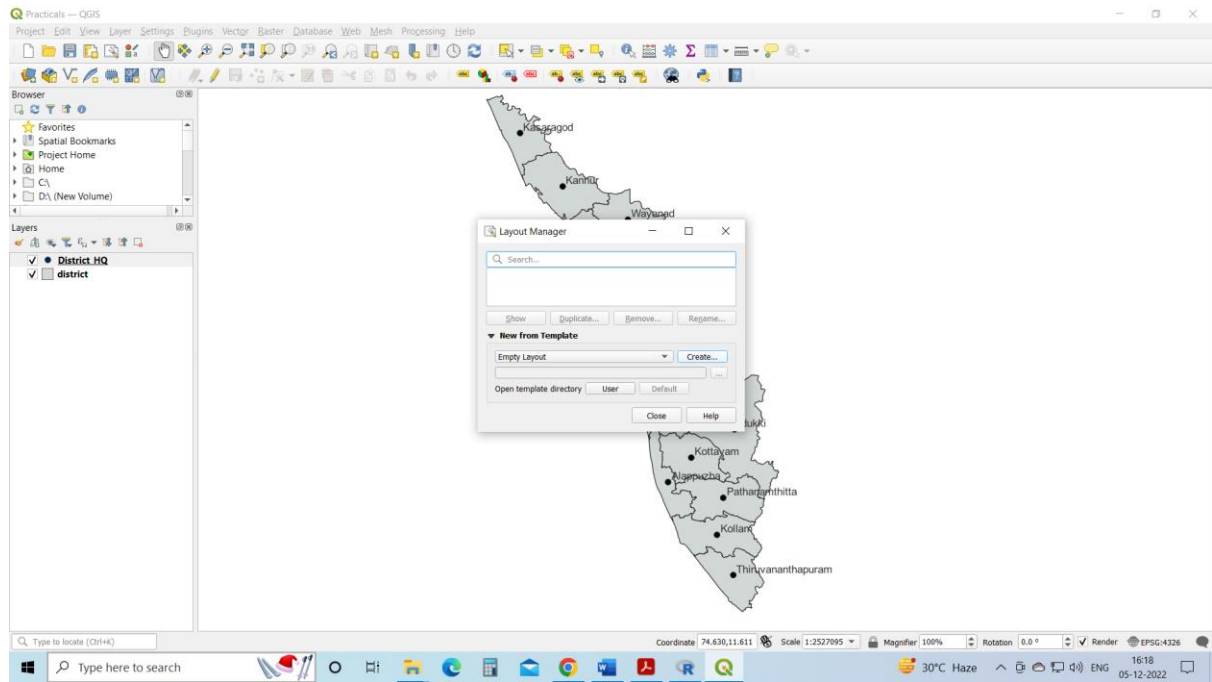 Practicals — QGIS
Project Edit View Layer Settings Plugins Vector Raster Database Web Mesh Processing Help
Browser
Favorites
Spatial Bookmarks
Project Home
Home
C:\
D:\ (New Volume)
Layers
District HQ
district
Kasaragod
Kannur
Wayanad
Layout Manager
Search...
Show Duplicate... Remove... Rename...
New from Template
Empty Layout Create...
...
Open template directory User Default
Close Help
Kottayam
Alappuzha
Pathanamthitta
Kollam
Thiruvananthapuram
Type to locate (Ctrl+K) Coordinate 74.630,11.611 Scale 1:2527095 Magnifier 100% Rotation 0.0 ° Render EPSG:4326
Type here to search 30°C Haze ENG 16:18
05-12-2022